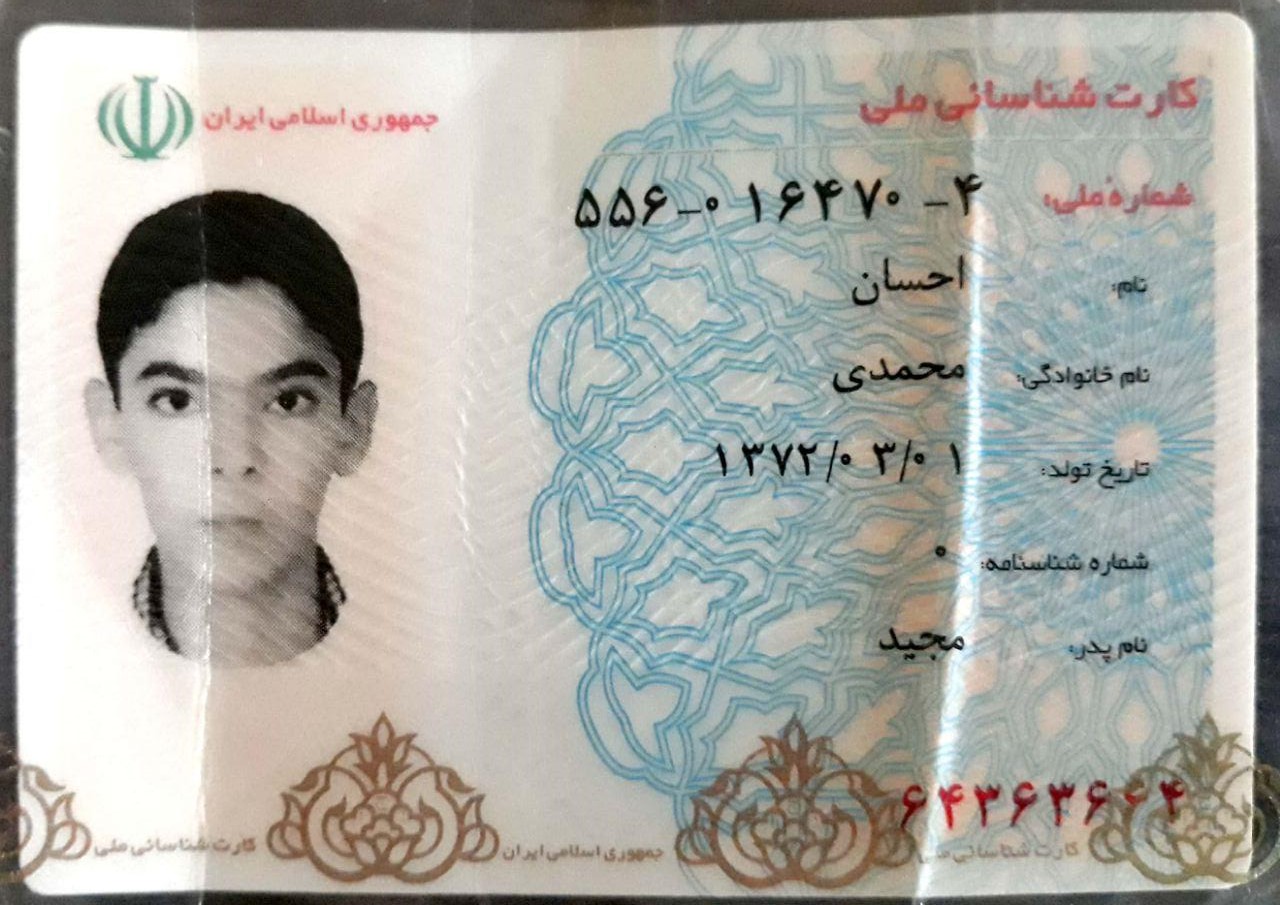 کارت شناسائی ملی
جمهوری اسلامی ایران
شماره ملی: ۵۵۶-۰۱۶۴۷۰-۴
نام: احسان
نام خانوادگی: محمدی
تاریخ تولد: ۱۳۷۲/۰۳/۰۱
شماره شناسنامه: ۰
نام پدر: مجید
۶۴۳۶۳۶۰۴
کارت شناسائی ملی جمهوری اسلامی ایران کارت شناسائی ملی